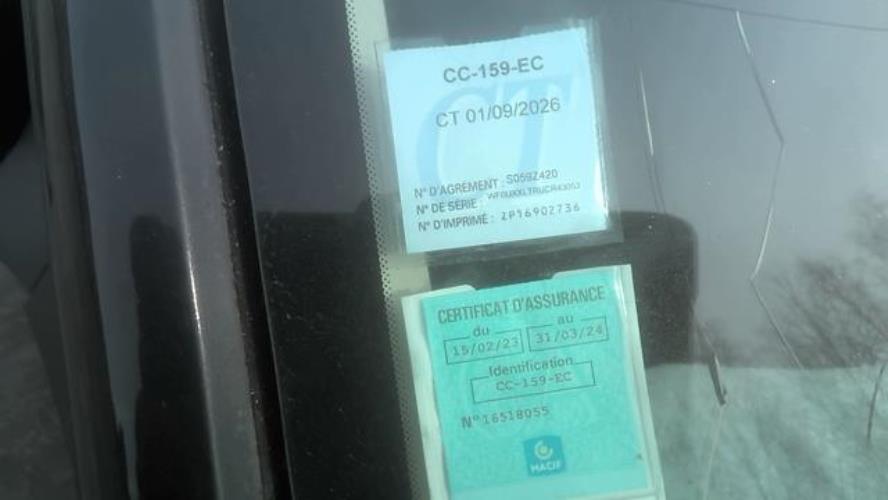 CC-159-EC
CT 01/09/2026
CT
N° D'AGRÉMENT : S059Z420
N° DE SÉRIE :
N° D'IMPRIMÉ : ZP16902736
CERTIFICAT D'ASSURANCE
du au
15/02/23 31/03/24
Identification
CC-159-EC
N° 16518055
MACIF